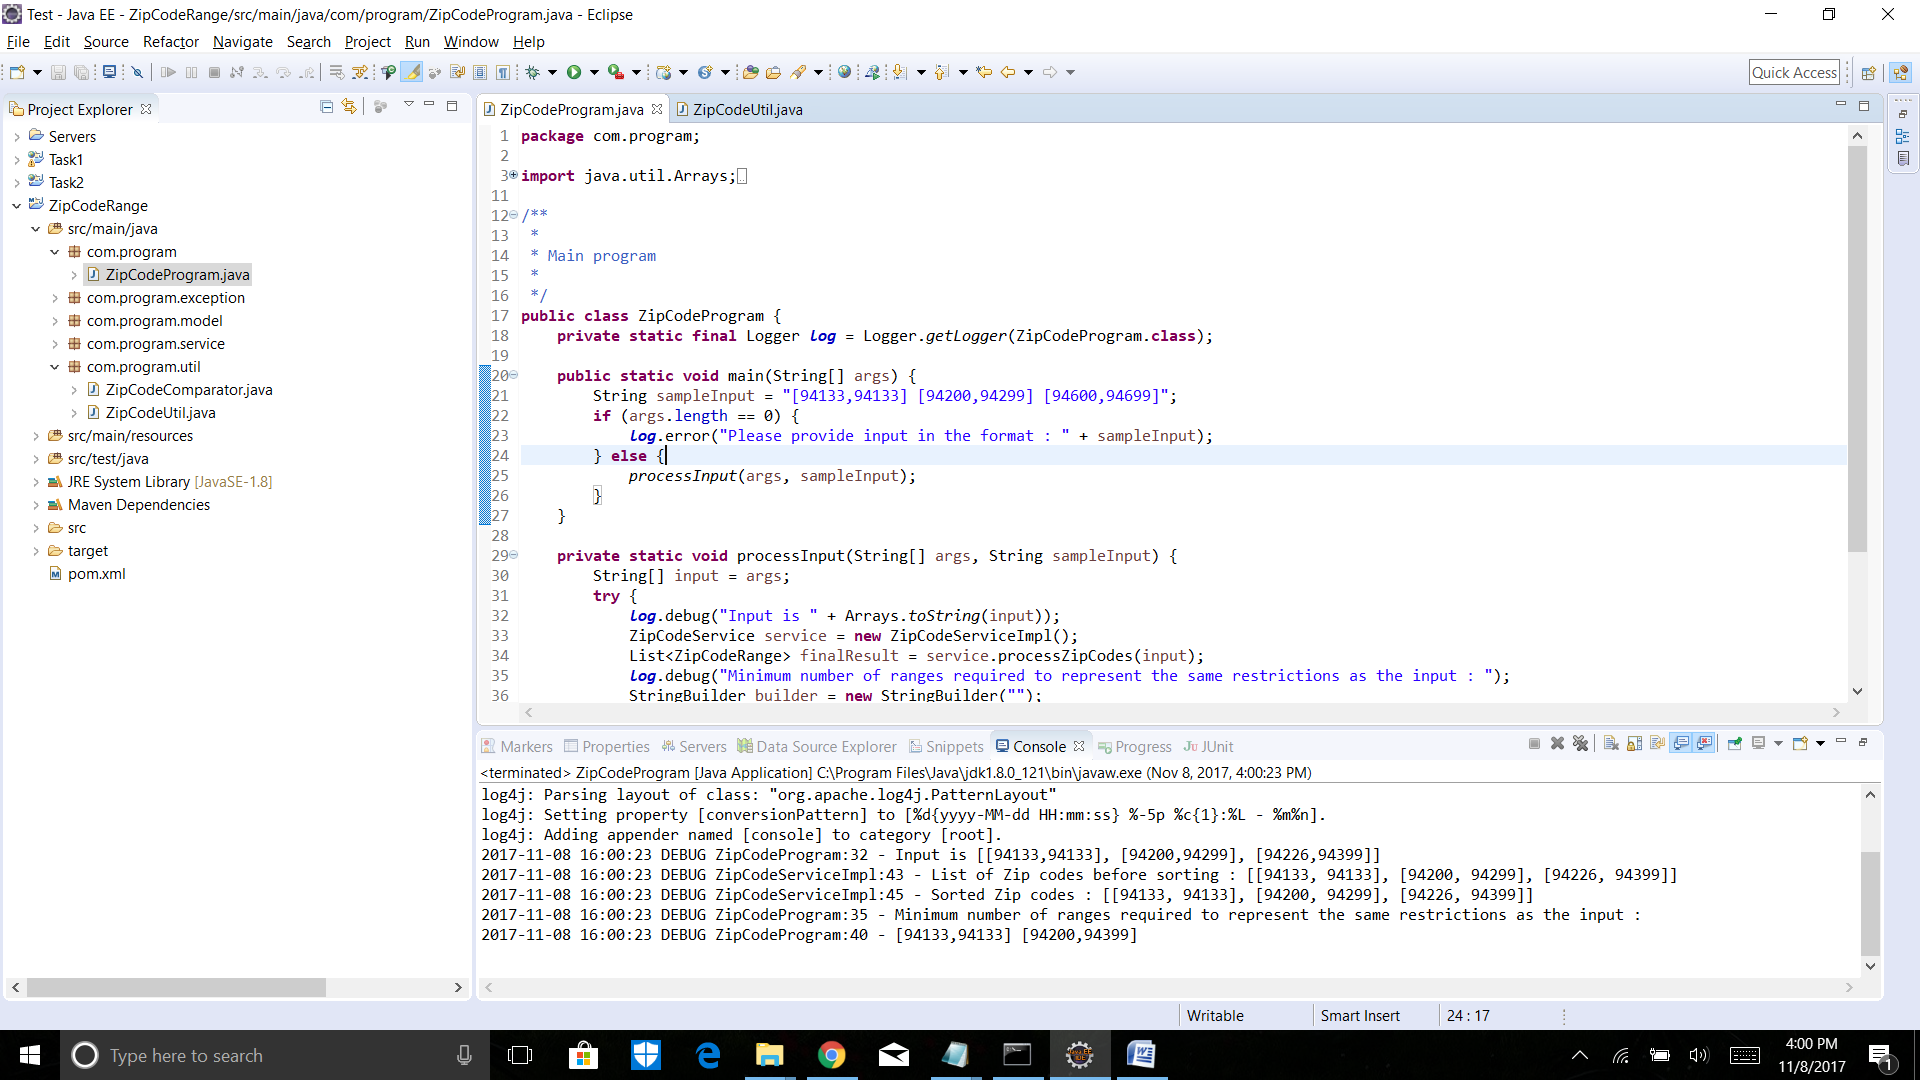 Test - Java EE - ZipCodeRange/src/main/java/com/program/ZipCodeProgram.java - Eclipse
File Edit Source Refactor Navigate Search Project Run Window Help
Quick Access
Project Explorer
Servers
Task1
Task2
ZipCodeRange
src/main/java
com.program
ZipCodeProgram.java
com.program.exception
com.program.model
com.program.service
com.program.util
ZipCodeComparator.java
ZipCodeUtil.java
src/main/resources
src/test/java
JRE System Library [JavaSE-1.8]
Maven Dependencies
src
target
pom.xml
ZipCodeProgram.java ZipCodeUtil.java
1 package com.program;
2
3 import java.util.Arrays;
11
12 /**
13 *
14 * Main program
15 *
16 */
17 public class ZipCodeProgram {
18 private static final Logger log = Logger.getLogger(ZipCodeProgram.class);
19
20 public static void main(String[] args) {
21 String sampleInput = "[94133,94133] [94200,94299] [94600,94699]";
22 if (args.length == 0) {
23 log.error("Please provide input in the format : " + sampleInput);
24 } else {
25 processInput(args, sampleInput);
26 }
27 }
28
29 private static void processInput(String[] args, String sampleInput) {
30 String[] input = args;
31 try {
32 log.debug("Input is " + Arrays.toString(input));
33 ZipCodeService service = new ZipCodeServiceImpl();
34 List<ZipCodeRange> finalResult = service.processZipCodes(input);
35 log.debug("Minimum number of ranges required to represent the same restrictions as the input : ");
36 StringBuilder builder = new StringBuilder("");
Markers Properties Servers Data Source Explorer Snippets Console Progress JUnit
<terminated> ZipCodeProgram [Java Application] C:\Program Files\Java\jdk1.8.0_121\bin\javaw.exe (Nov 8, 2017, 4:00:23 PM)
log4j: Parsing layout of class: "org.apache.log4j.PatternLayout"
log4j: Setting property [conversionPattern] to [%d{yyyy-MM-dd HH:mm:ss} %-5p %c{1}:%L - %m%n].
log4j: Adding appender named [console] to category [root].
2017-11-08 16:00:23 DEBUG ZipCodeProgram:32 - Input is [[94133,94133], [94200,94299], [94226,94399]]
2017-11-08 16:00:23 DEBUG ZipCodeServiceImpl:43 - List of Zip codes before sorting : [[94133, 94133], [94200, 94299], [94226, 94399]]
2017-11-08 16:00:23 DEBUG ZipCodeServiceImpl:45 - Sorted Zip codes : [[94133, 94133], [94200, 94299], [94226, 94399]]
2017-11-08 16:00:23 DEBUG ZipCodeProgram:35 - Minimum number of ranges required to represent the same restrictions as the input :
2017-11-08 16:00:23 DEBUG ZipCodeProgram:40 - [94133,94133] [94200,94399]
Writable Smart Insert 24 : 17
Type here to search
4:00 PM
11/8/2017
1